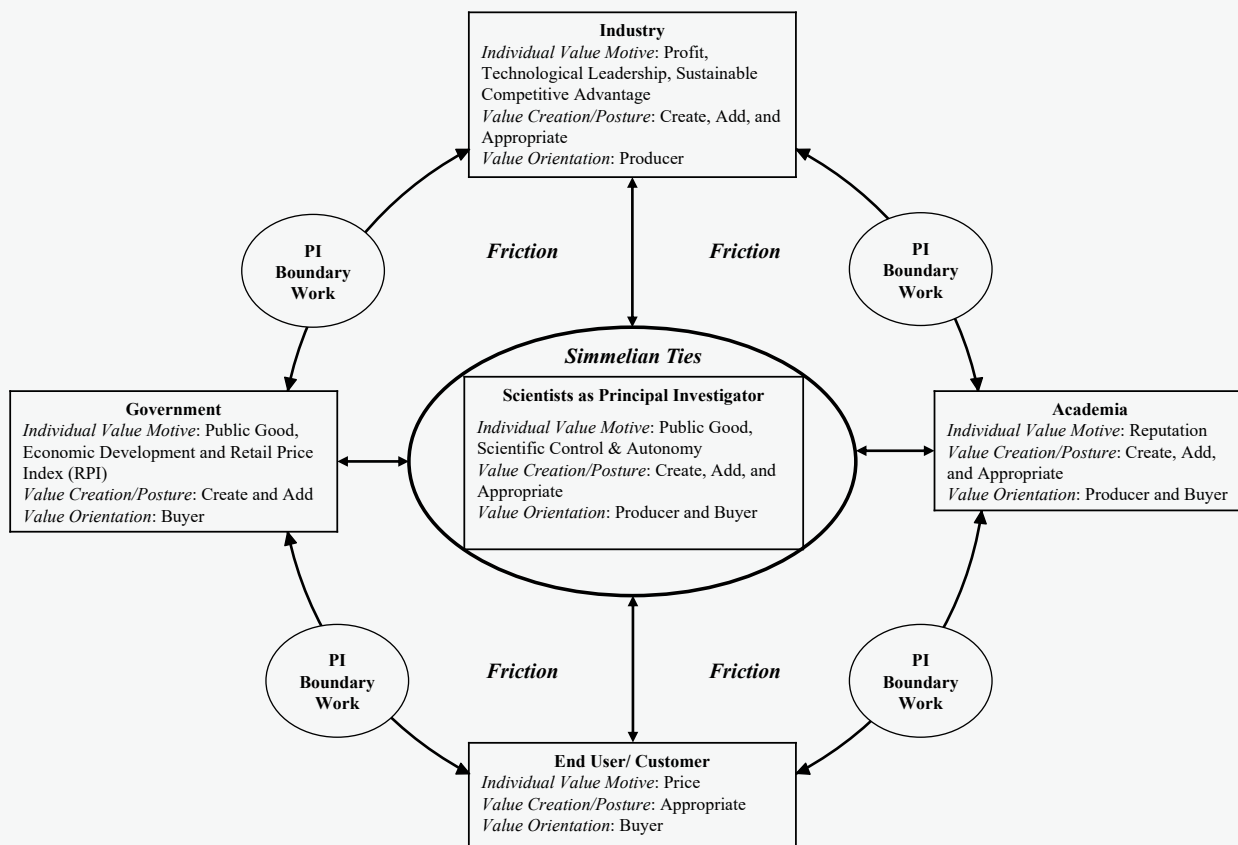 Industry
Individual Value Motive: Profit,
Technological Leadership, Sustainable
Competitive Advantage
Value Creation/Posture: Create, Add, and
Appropriate
Value Orientation: Producer
PI
Boundary
Work
Friction
Friction
PI
Boundary
Work
Simmelian Ties
Government
Individual Value Motive: Public Good,
Economic Development and Retail Price
Index (RPI)
Value Creation/Posture: Create and Add
Value Orientation: Buyer
Scientists as Principal Investigator
Individual Value Motive: Public Good,
Scientific Control & Autonomy
Value Creation/Posture: Create, Add, and
Appropriate
Value Orientation: Producer and Buyer
Academia
Individual Value Motive: Reputation
Value Creation/Posture: Create, Add,
and Appropriate
Value Orientation: Producer and Buyer
PI
Boundary
Work
Friction
Friction
PI
Boundary
Work
End User/ Customer
Individual Value Motive: Price
Value Creation/Posture: Appropriate
Value Orientation: Buyer